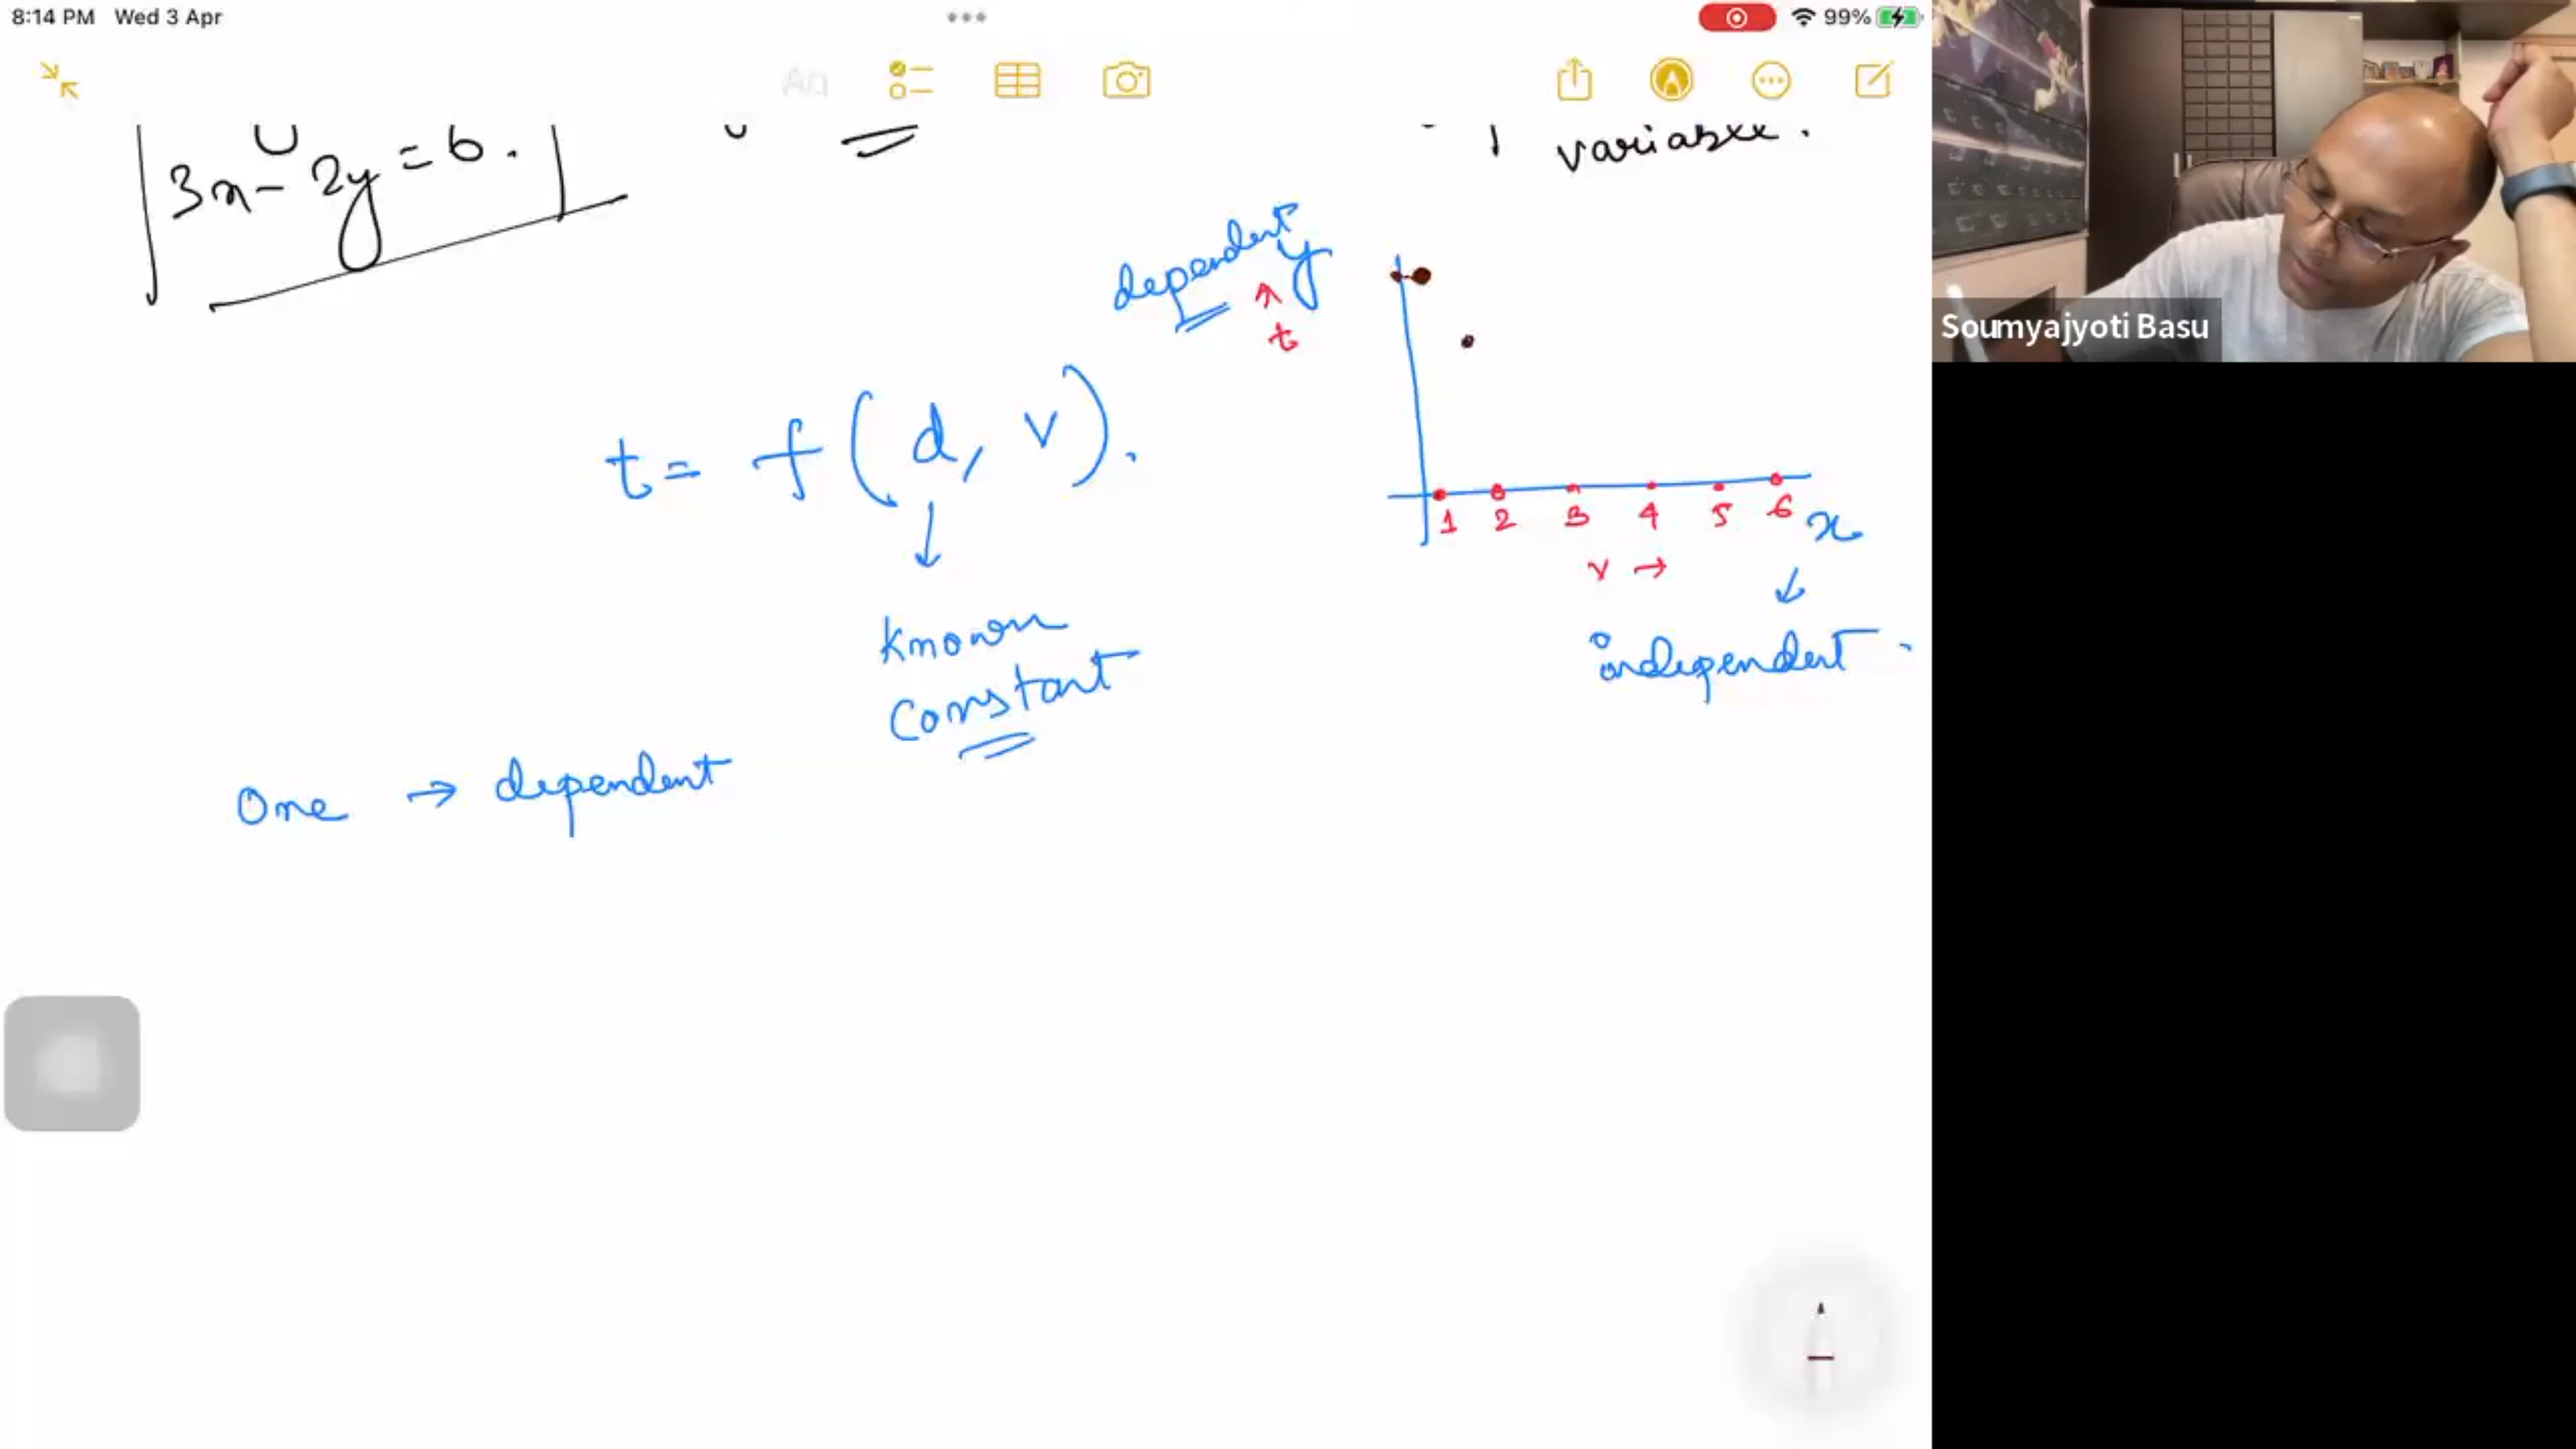 8:14 PM Wed 3 Apr
99%
Aa
3x - 2y = 6.
variable.
dependent y
t
t = f(d, v).
1 2 3 4 5 6 x
v →
known
constant
independent
One → dependent
Soumyajyoti Basu